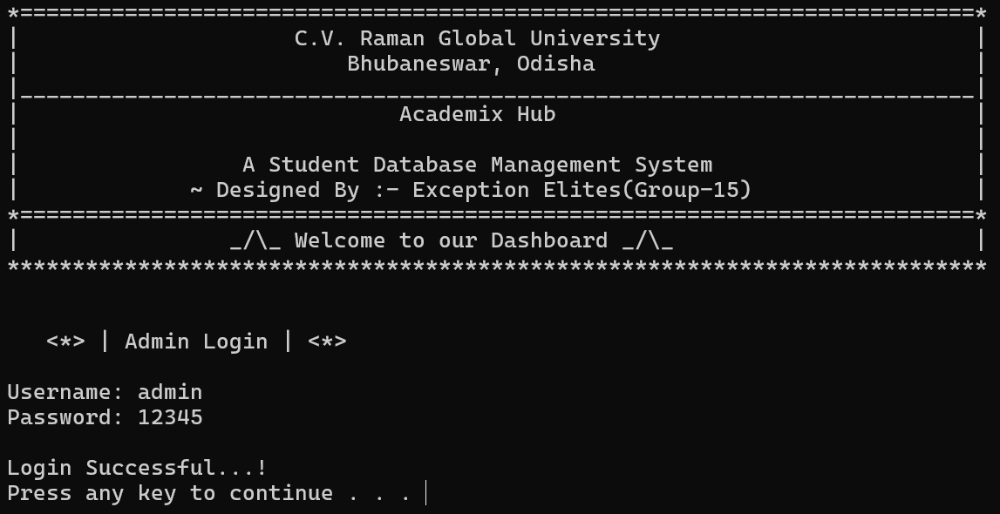 *=========================================================================*
| C.V. Raman Global University |
| Bhubaneswar, Odisha |
|_________________________________________________________________________|
| Academix Hub |
| |
| A Student Database Management System |
| ~ Designed By :- Exception Elites(Group-15) |
*=========================================================================*
| _/\_ Welcome to our Dashboard _/\_ |
***************************************************************************
<*> | Admin Login | <*>
Username: admin
Password: 12345
Login Successful...!
Press any key to continue . . .